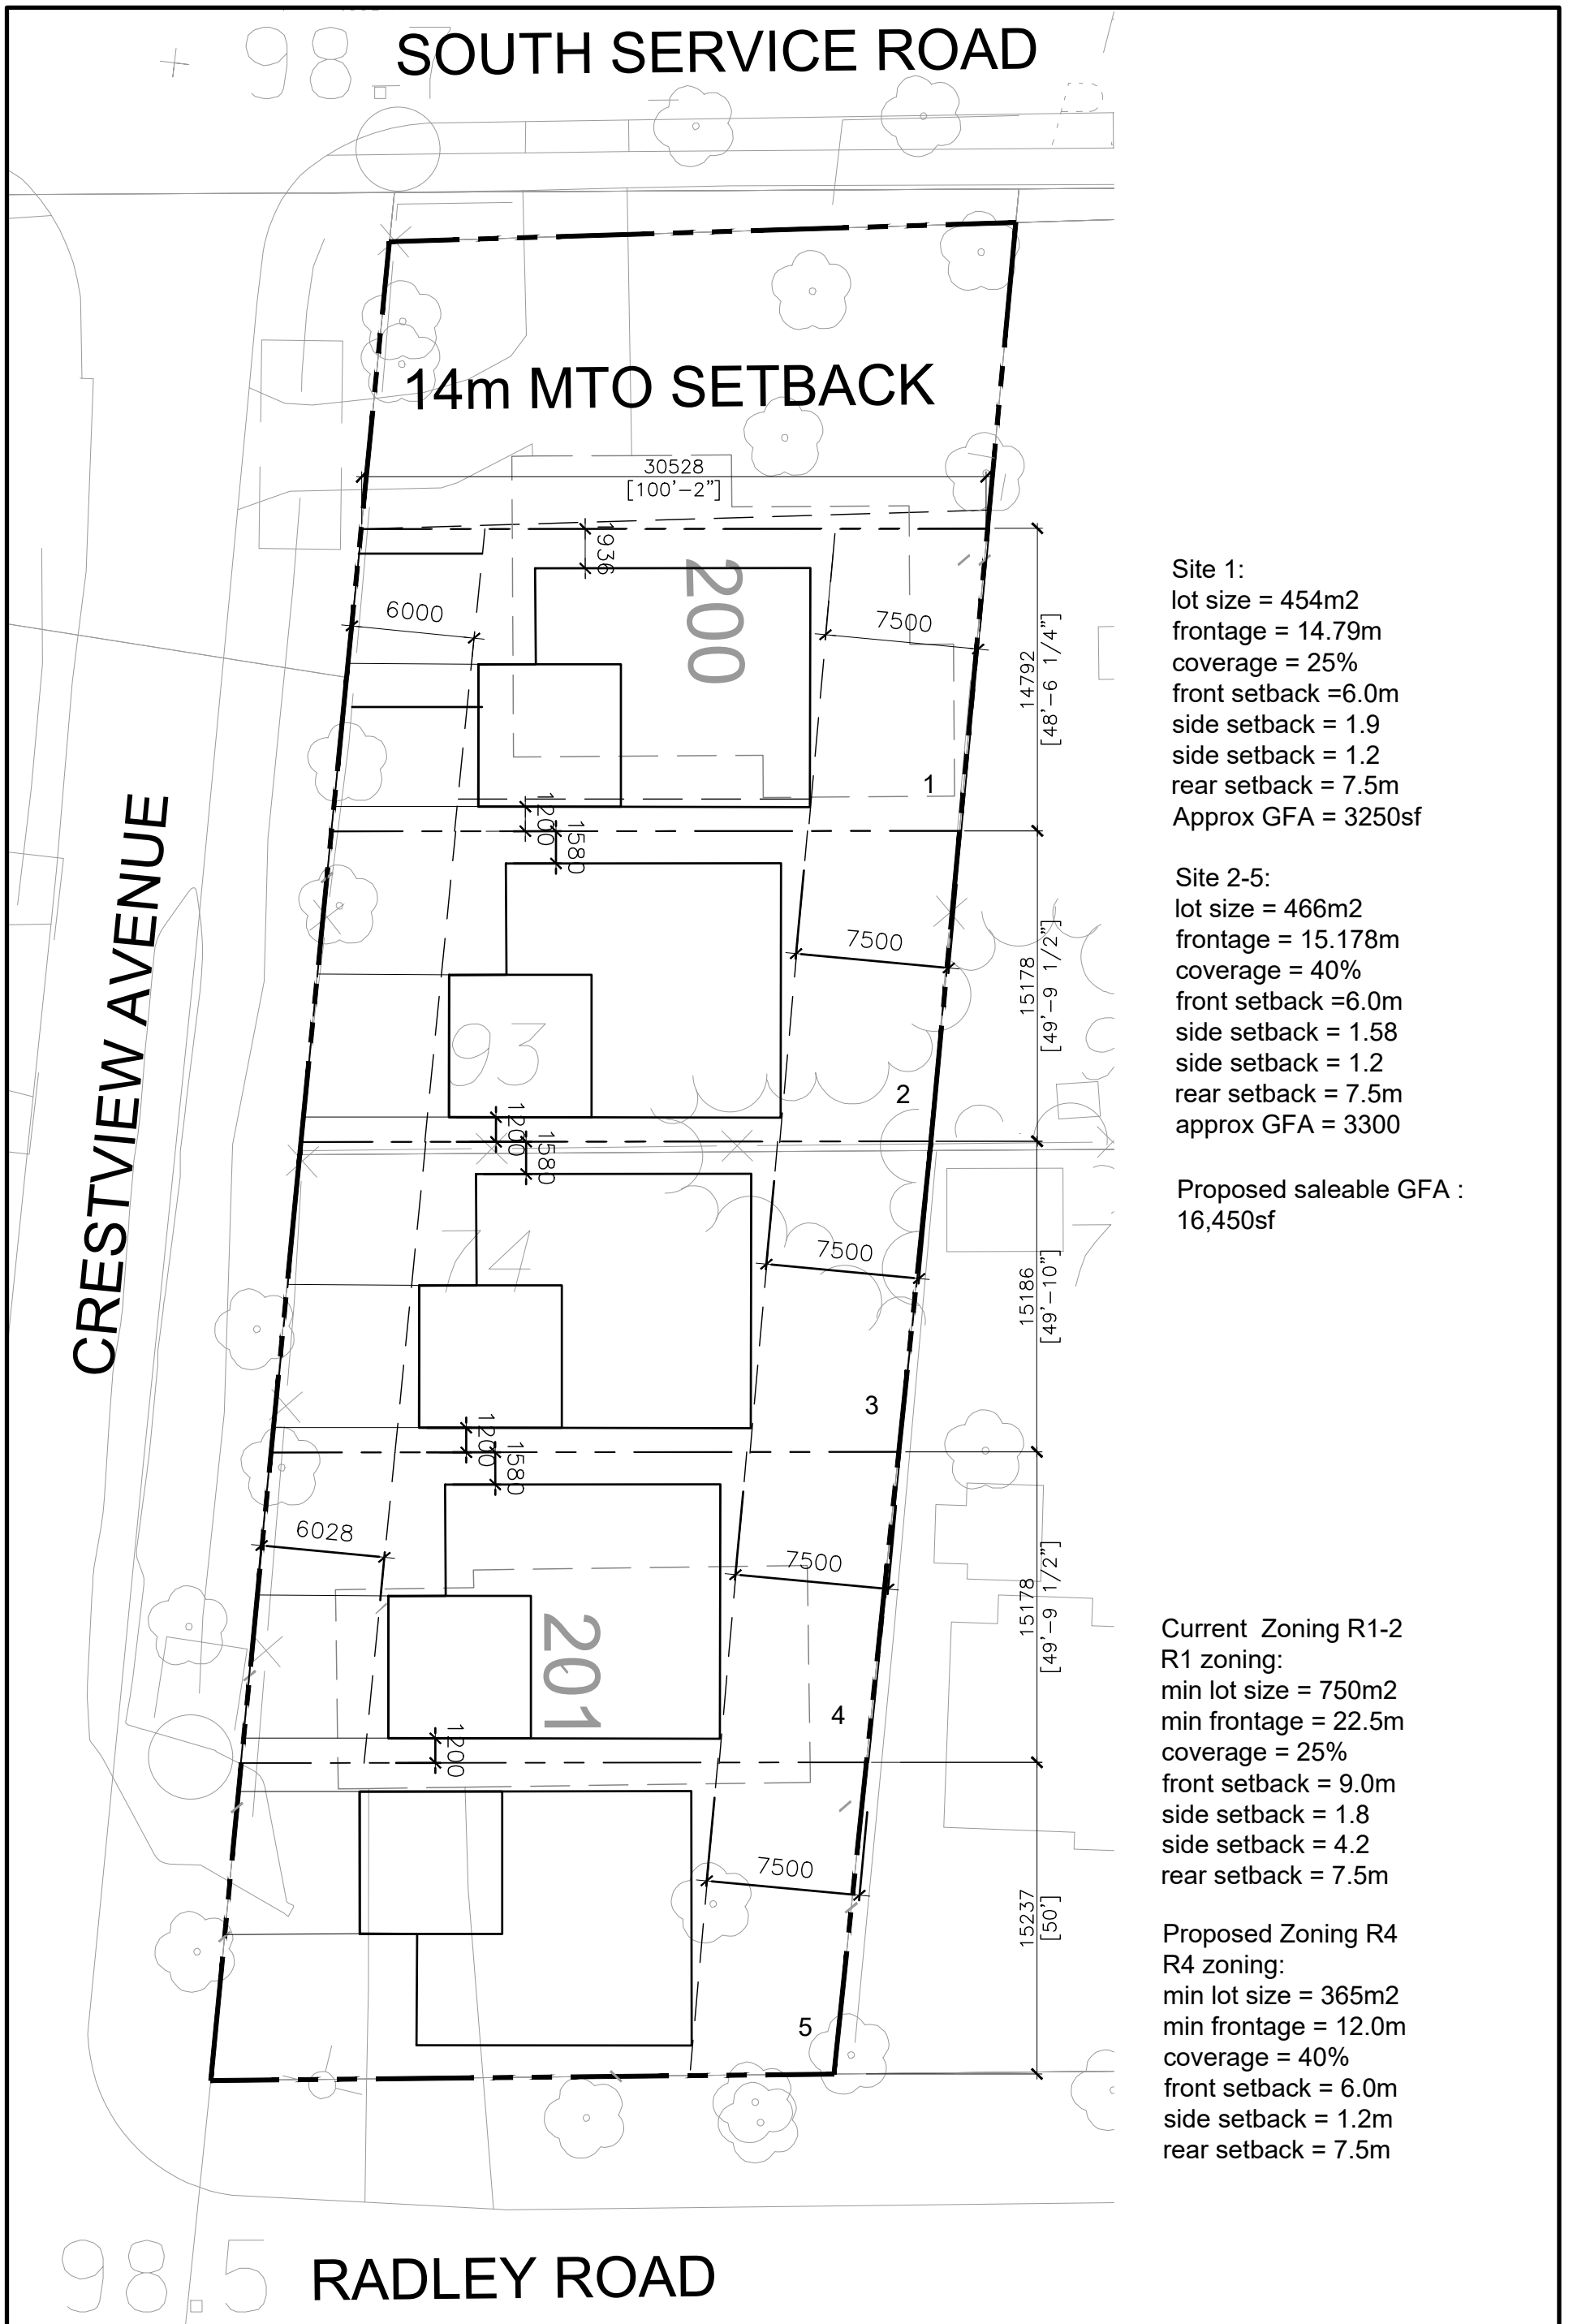 98.7
SOUTH SERVICE ROAD
14m MTO SETBACK
30528
[100'-2"]
1936
200
6000
7500
14792
[48'-6 1/4"]
1
1200
1580
7500
15178
[49'-9 1/2"]
93
2
1200
1580
74
7500
15186
[49'-10"]
3
1200
1580
6028
7500
15178
[49'-9 1/2"]
201
4
1200
7500
15237
[50']
5
CRESTVIEW AVENUE
98.5
RADLEY ROAD
Site 1:
lot size = 454m2
frontage = 14.79m
coverage = 25%
front setback =6.0m
side setback = 1.9
side setback = 1.2
rear setback = 7.5m
Approx GFA = 3250sf
Site 2-5:
lot size = 466m2
frontage = 15.178m
coverage = 40%
front setback =6.0m
side setback = 1.58
side setback = 1.2
rear setback = 7.5m
approx GFA = 3300
Proposed saleable GFA :
16,450sf
Current Zoning R1-2
R1 zoning:
min lot size = 750m2
min frontage = 22.5m
coverage = 25%
front setback = 9.0m
side setback = 1.8
side setback = 4.2
rear setback = 7.5m
Proposed Zoning R4
R4 zoning:
min lot size = 365m2
min frontage = 12.0m
coverage = 40%
front setback = 6.0m
side setback = 1.2m
rear setback = 7.5m